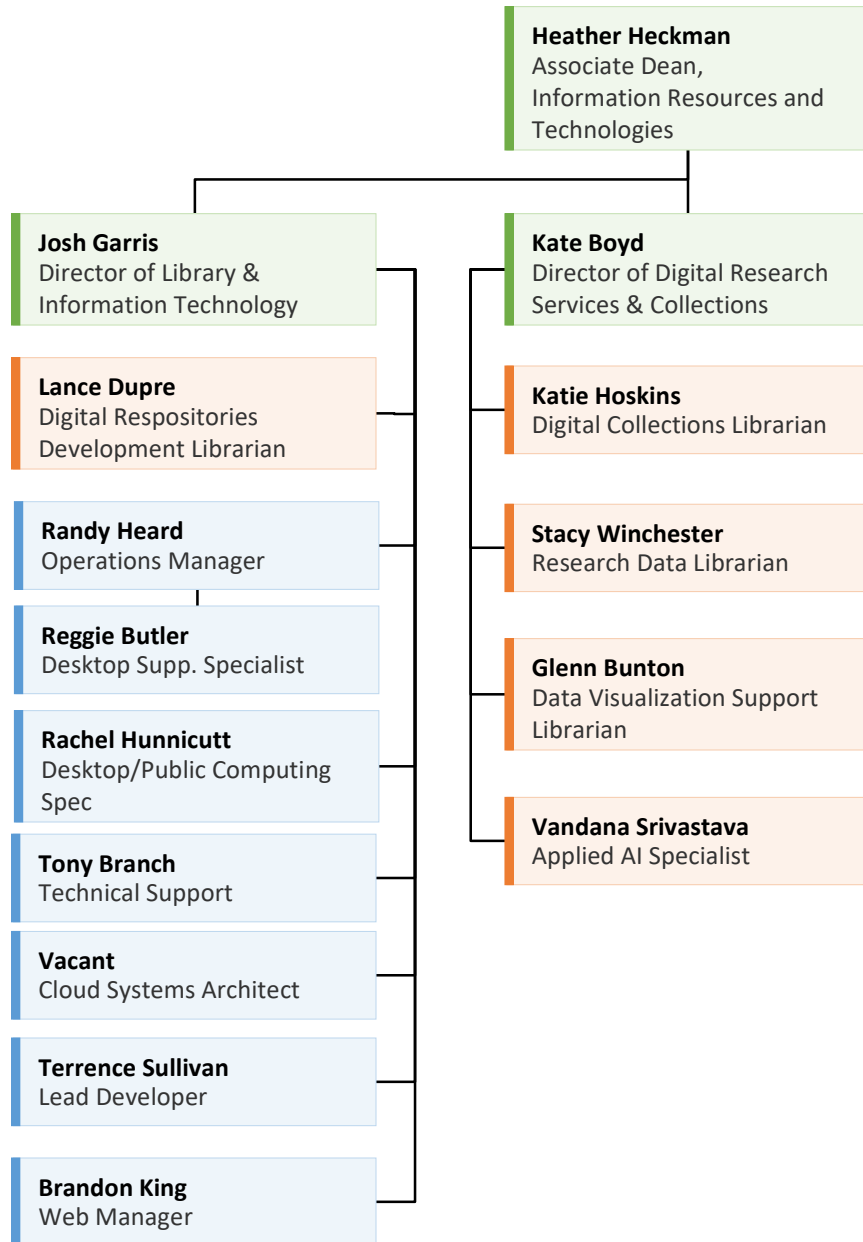 Heather Heckman
Associate Dean,
Information Resources and
Technologies
Josh Garris
Director of Library &
Information Technology
Lance Dupre
Digital Respositories
Development Librarian
Randy Heard
Operations Manager
Reggie Butler
Desktop Supp. Specialist
Rachel Hunnicutt
Desktop/Public Computing
Spec
Tony Branch
Technical Support
Vacant
Cloud Systems Architect
Terrence Sullivan
Lead Developer
Brandon King
Web Manager
Kate Boyd
Director of Digital Research
Services & Collections
Katie Hoskins
Digital Collections Librarian
Stacy Winchester
Research Data Librarian
Glenn Bunton
Data Visualization Support
Librarian
Vandana Srivastava
Applied AI Specialist